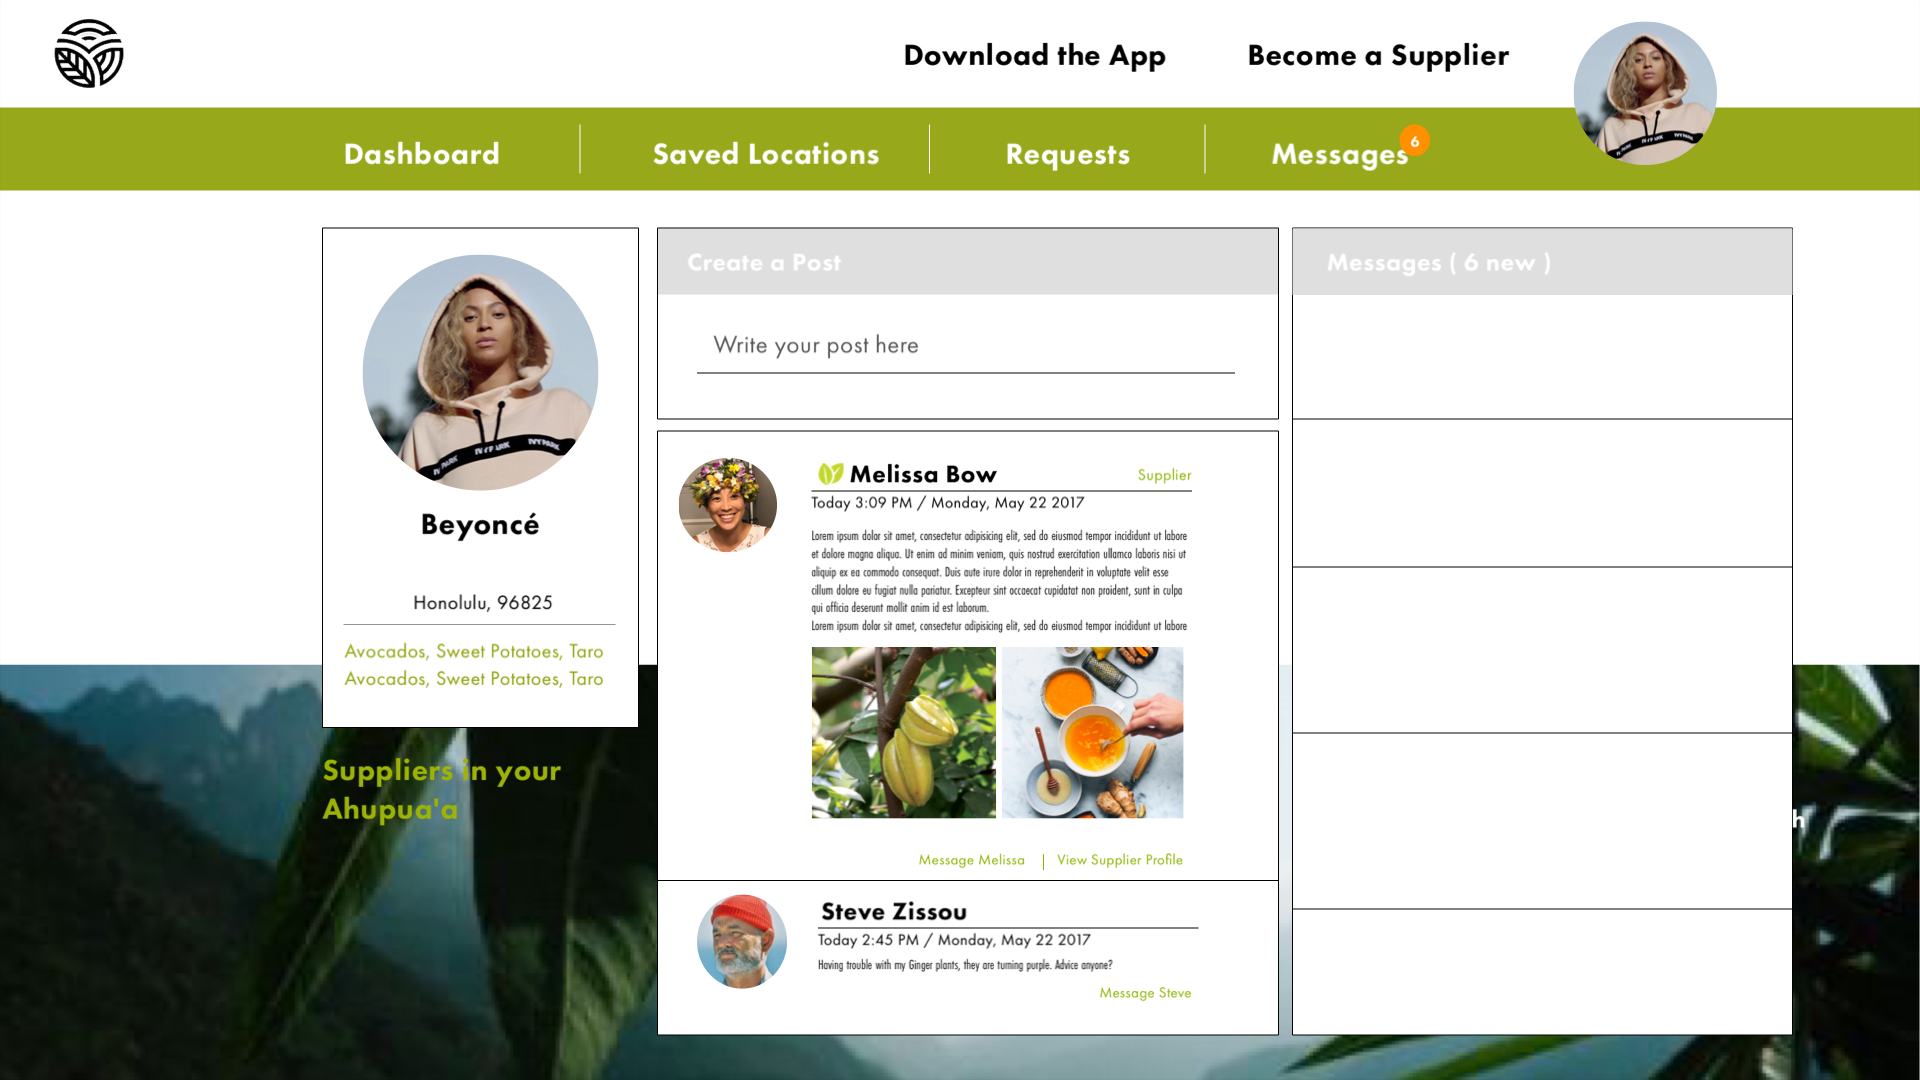 Download the App
Become a Supplier
Dashboard
Saved Locations
Requests
Messages
6
Beyoncé
Honolulu, 96825
Avocados, Sweet Potatoes, Taro
Avocados, Sweet Potatoes, Taro
Suppliers in your
Ahupua'a
Create a Post
Write your post here
Melissa Bow
Supplier
Today 3:09 PM / Monday, May 22 2017
Lorem ipsum dolor sit amet, consectetur adipisicing elit, sed do eiusmod tempor incididunt ut labore
et dolore magna aliqua. Ut enim ad minim veniam, quis nostrud exercitation ullamco laboris nisi ut
aliquip ex ea commodo consequat. Duis aute irure dolor in reprehenderit in voluptate velit esse
cillum dolore eu fugiat nulla pariatur. Excepteur sint occaecat cupidatat non proident, sunt in culpa
qui officia deserunt mollit anim id est laborum.
Lorem ipsum dolor sit amet, consectetur adipisicing elit, sed do eiusmod tempor incididunt ut labore
Message Melissa | View Supplier Profile
Steve Zissou
Today 2:45 PM / Monday, May 22 2017
Having trouble with my Ginger plants, they are turning purple. Advice anyone?
Message Steve
Messages ( 6 new )
h